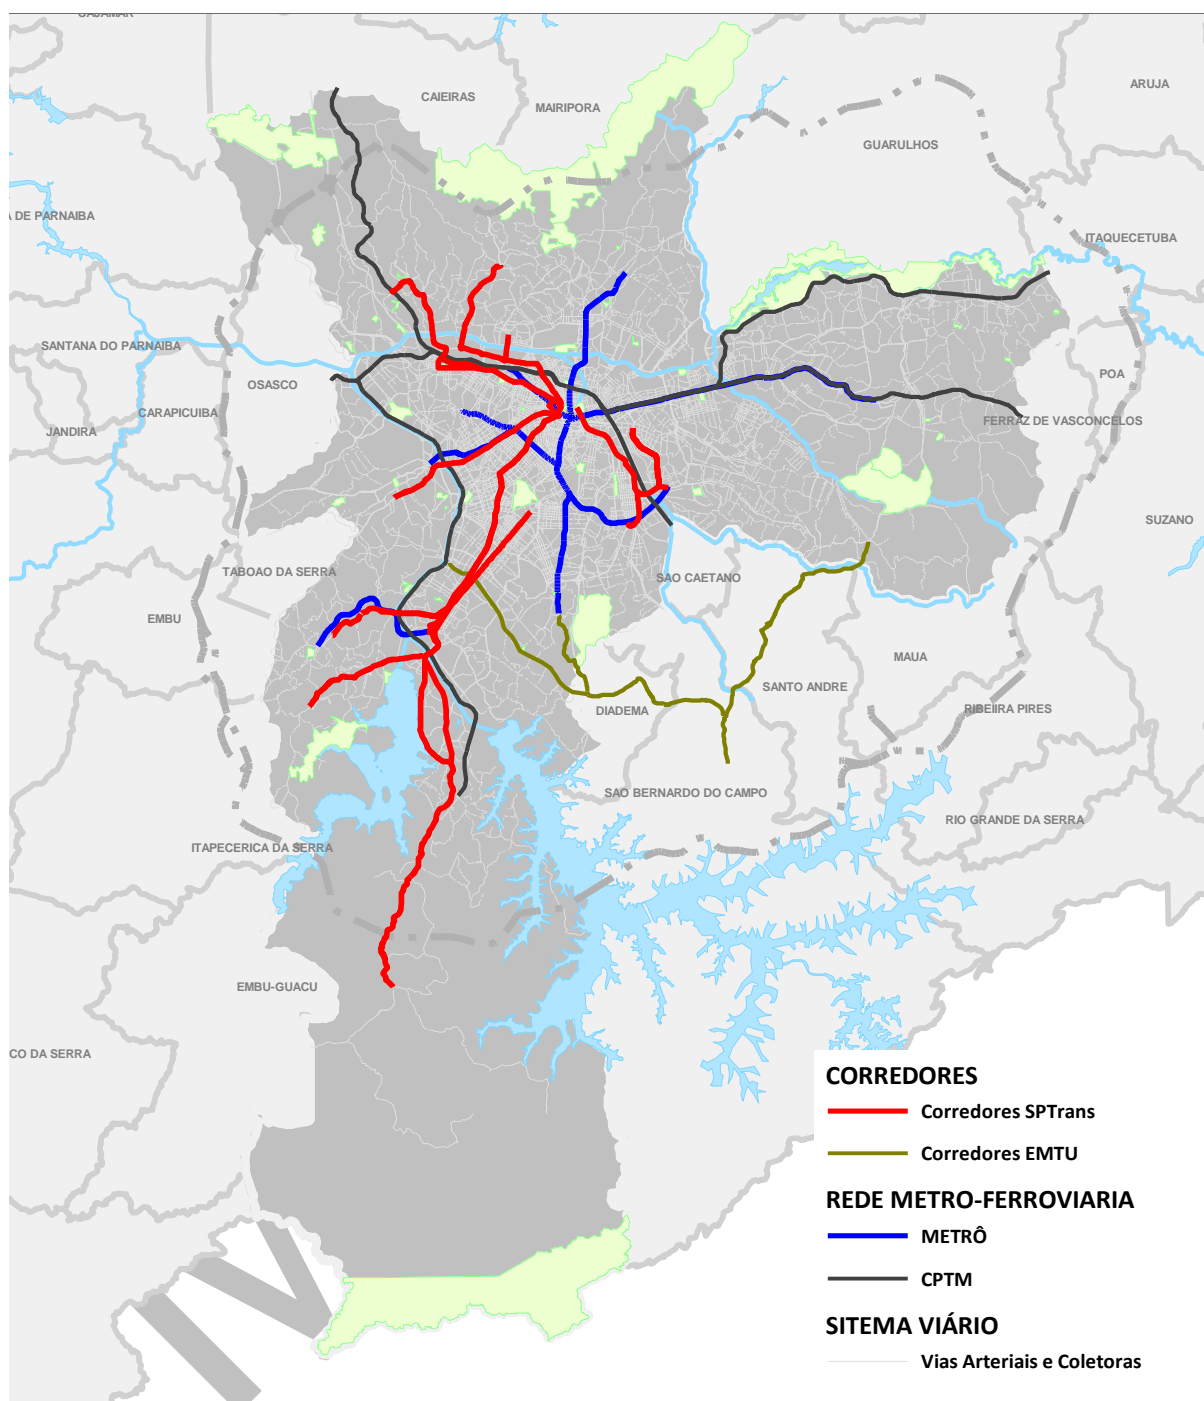 CAJAMAR
CAIEIRAS
MAIRIPORA
ARUJA
GUARULHOS
A DE PARNAIBA
ITAQUECETUBA
SANTANA DO PARNAIBA
OSASCO
POA
CARAPICUIBA
JANDIRA
FERRAZ DE VASCONCELOS
SUZANO
TABOAO DA SERRA
SAO CAETANO
EMBU
MAUA
SANTO ANDRE
DIADEMA
RIBEIIRA PIRES
SAO BERNARDO DO CAMPO
RIO GRANDE DA SERRA
ITAPECERICA DA SERRA
EMBU-GUACU
CO DA SERRA
CORREDORES
Corredores SPTrans
Corredores EMTU
REDE METRO-FERROVIARIA
METRÔ
CPTM
SITEMA VIÁRIO
Vias Arteriais e Coletoras